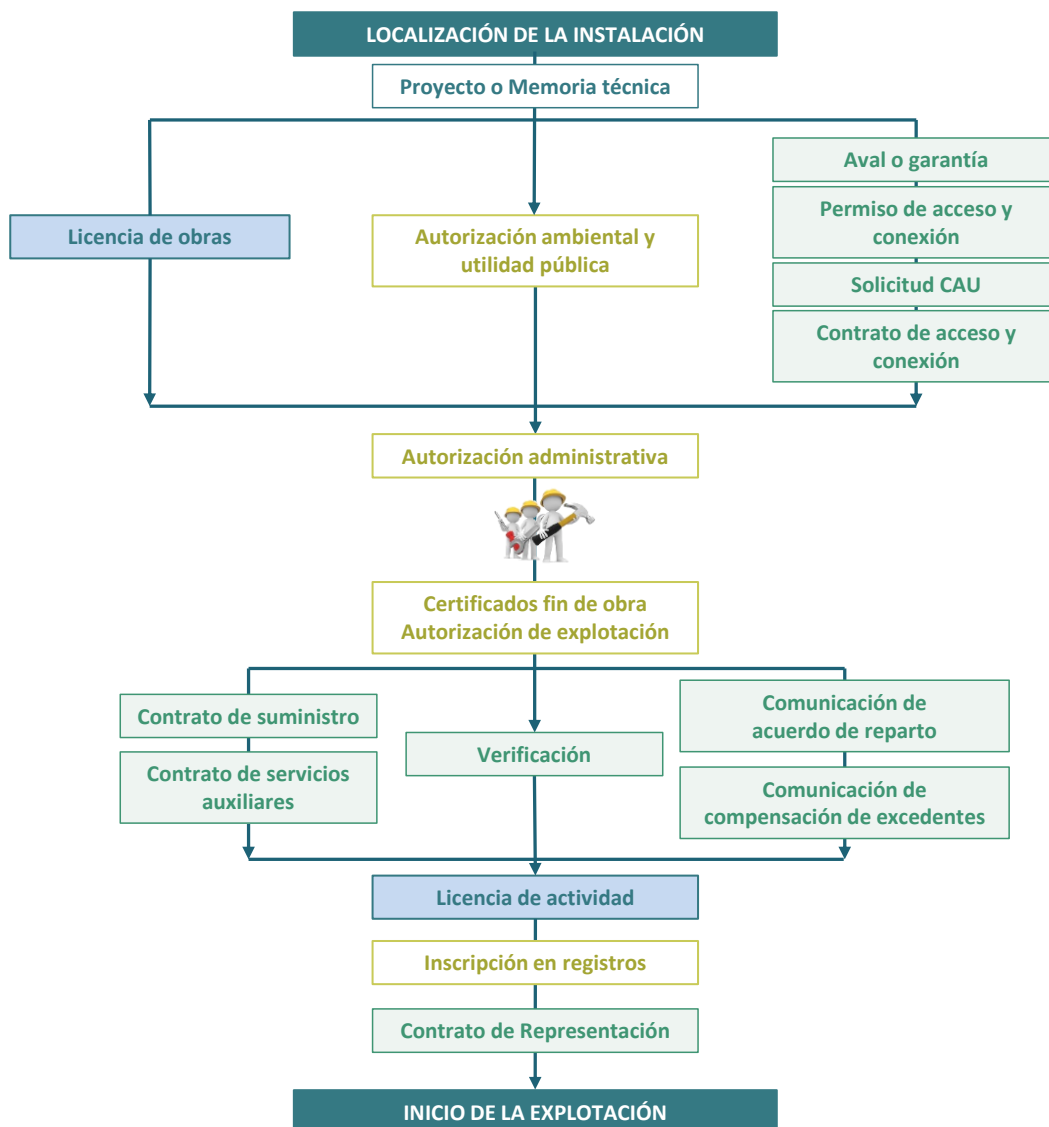 LOCALIZACIÓN DE LA INSTALACIÓN
Proyecto o Memoria técnica
Licencia de obras
Autorización ambiental y
utilidad pública
Aval o garantía
Permiso de acceso y
conexión
Solicitud CAU
Contrato de acceso y
conexión
Autorización administrativa
Certificados fin de obra
Autorización de explotación
Contrato de suministro
Contrato de servicios
auxiliares
Verificación
Comunicación de
acuerdo de reparto
Comunicación de
compensación de excedentes
Licencia de actividad
Inscripción en registros
Contrato de Representación
INICIO DE LA EXPLOTACIÓN